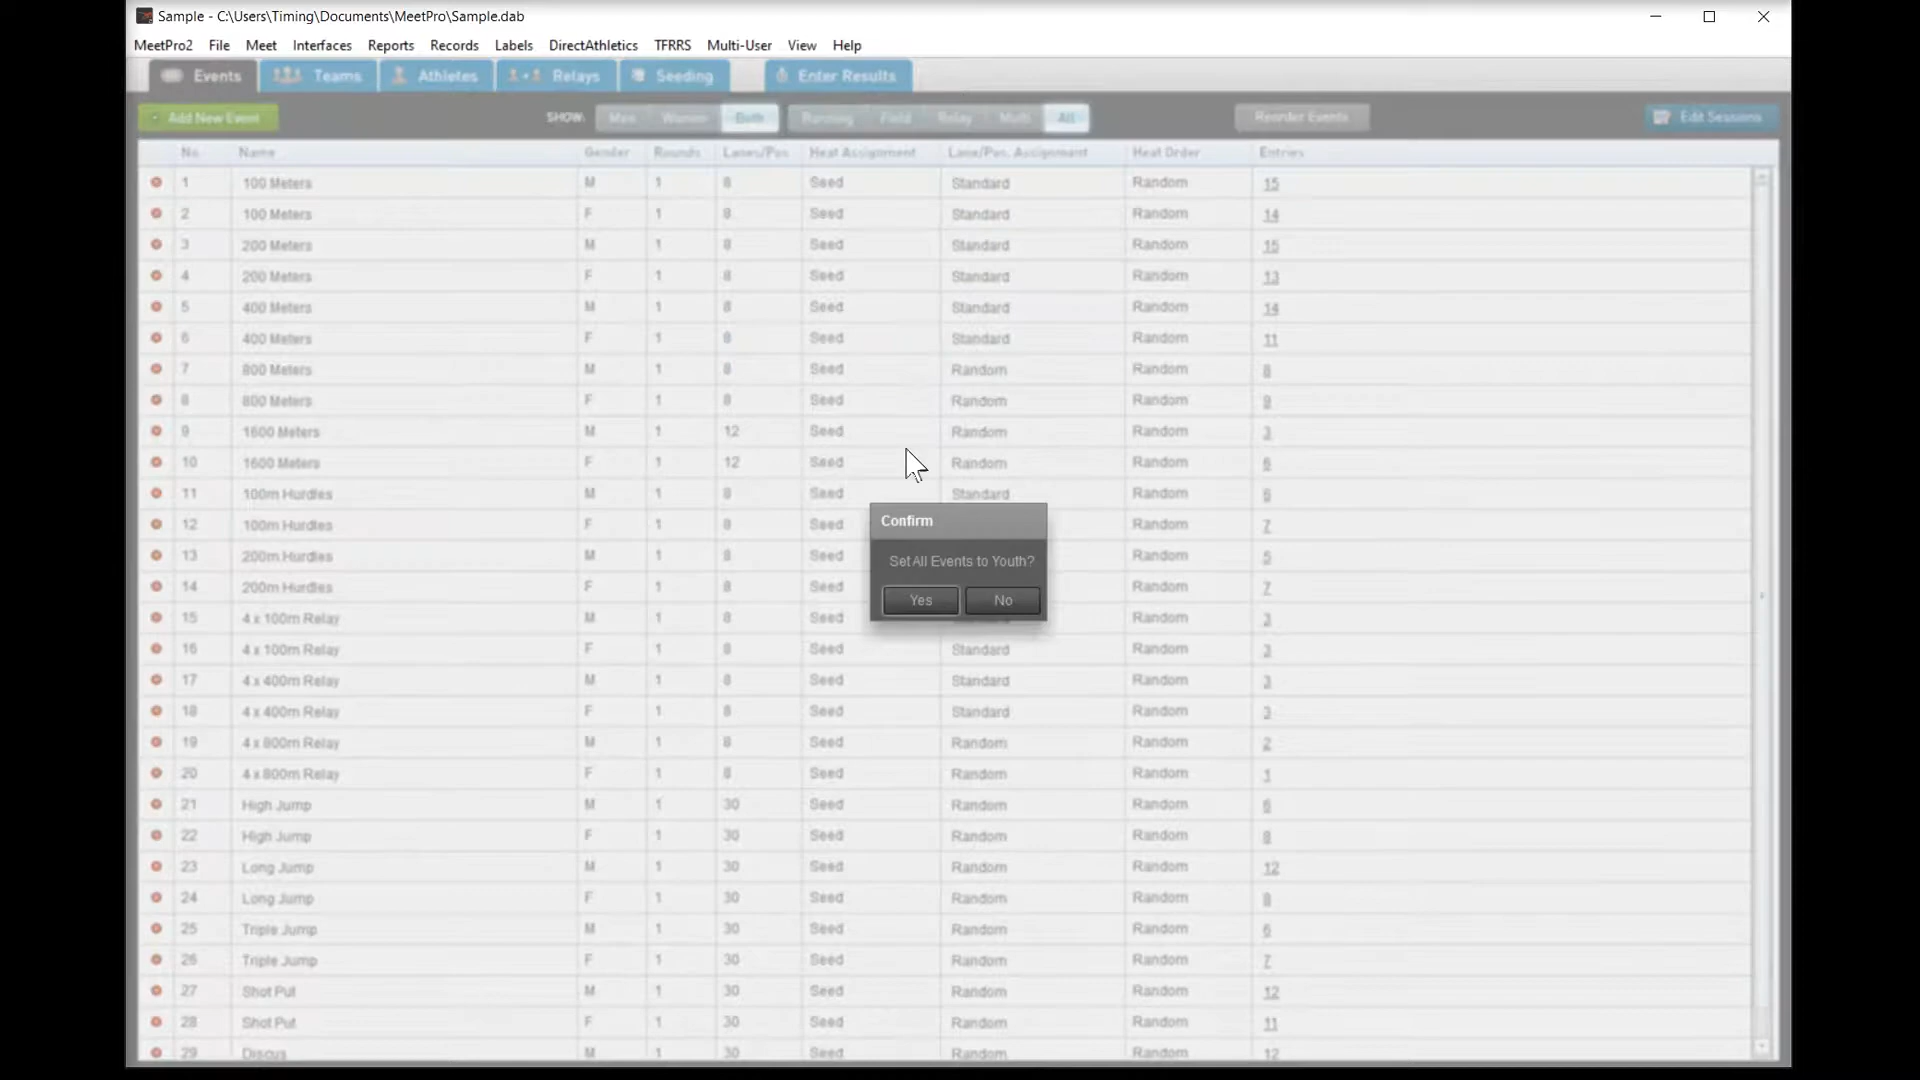 Sample - C:\Users\Timing\Documents\MeetPro\Sample.dab
MeetPro2 File Meet Interfaces Reports Records Labels DirectAthletics TFRRS Multi-User View Help
Events Teams Athletes Relays Seeding Enter Results
Add New Event SHOW: Men Women Both Running Field Relay Multi All Reorder Events Edit Sessions
No. Name Gender Rounds Lanes/Pos Heat Assignment Lane/Pos. Assignment Heat Order Entries
1 100 Meters M 1 8 Seed Standard Random 15
2 100 Meters F 1 8 Seed Standard Random 14
3 200 Meters M 1 8 Seed Standard Random 15
4 200 Meters F 1 8 Seed Standard Random 13
5 400 Meters M 1 8 Seed Standard Random 14
6 400 Meters F 1 8 Seed Standard Random 11
7 800 Meters M 1 8 Seed Random Random 8
8 800 Meters F 1 8 Seed Random Random 9
9 1600 Meters M 1 12 Seed Random Random 3
10 1600 Meters F 1 12 Seed Random Random 6
11 100m Hurdles M 1 8 Seed Standard Random 6
12 100m Hurdles F 1 8 Seed Random 7
13 200m Hurdles M 1 8 Seed Random 5
14 200m Hurdles F 1 8 Seed Random 7
15 4 x 100m Relay M 1 8 Seed Random 3
16 4 x 100m Relay F 1 8 Seed Standard Random 3
17 4 x 400m Relay M 1 8 Seed Standard Random 3
18 4 x 400m Relay F 1 8 Seed Standard Random 3
19 4 x 800m Relay M 1 8 Seed Random Random 2
20 4 x 800m Relay F 1 8 Seed Random Random 1
21 High Jump M 1 30 Seed Random Random 6
22 High Jump F 1 30 Seed Random Random 8
23 Long Jump M 1 30 Seed Random Random 12
24 Long Jump F 1 30 Seed Random Random 8
25 Triple Jump M 1 30 Seed Random Random 6
26 Triple Jump F 1 30 Seed Random Random 7
27 Shot Put M 1 30 Seed Random Random 12
28 Shot Put F 1 30 Seed Random Random 11
29 Discus M 1 30 Seed Random Random 12
Confirm
Set All Events to Youth?
Yes No